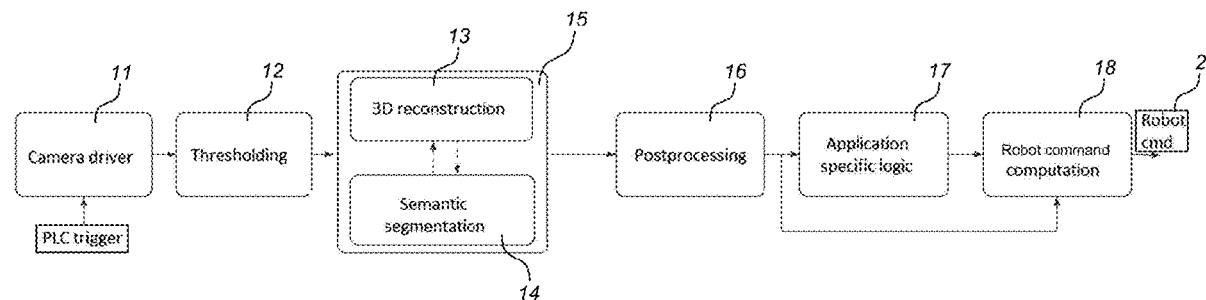 11
12
13
15
16
17
18
2
Camera driver
Thresholding
3D reconstruction
Semantic
segmentation
14
Postprocessing
Application
specific logic
Robot command
computation
Robot
cmd
PLC trigger